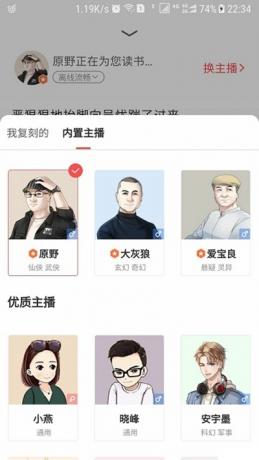 1.19K/s 4G 74% 22:34
原野正在为您读书...
离线流畅
换主播
恶狠狠地抬脚向吊忧踹了过来
我复刻的 内置主播
原野 大灰狼 爱宝良
仙侠 武侠 玄幻 奇幻 悬疑 灵异
优质主播
小燕 晓峰 安宇墨
通用 通用 科幻 军事